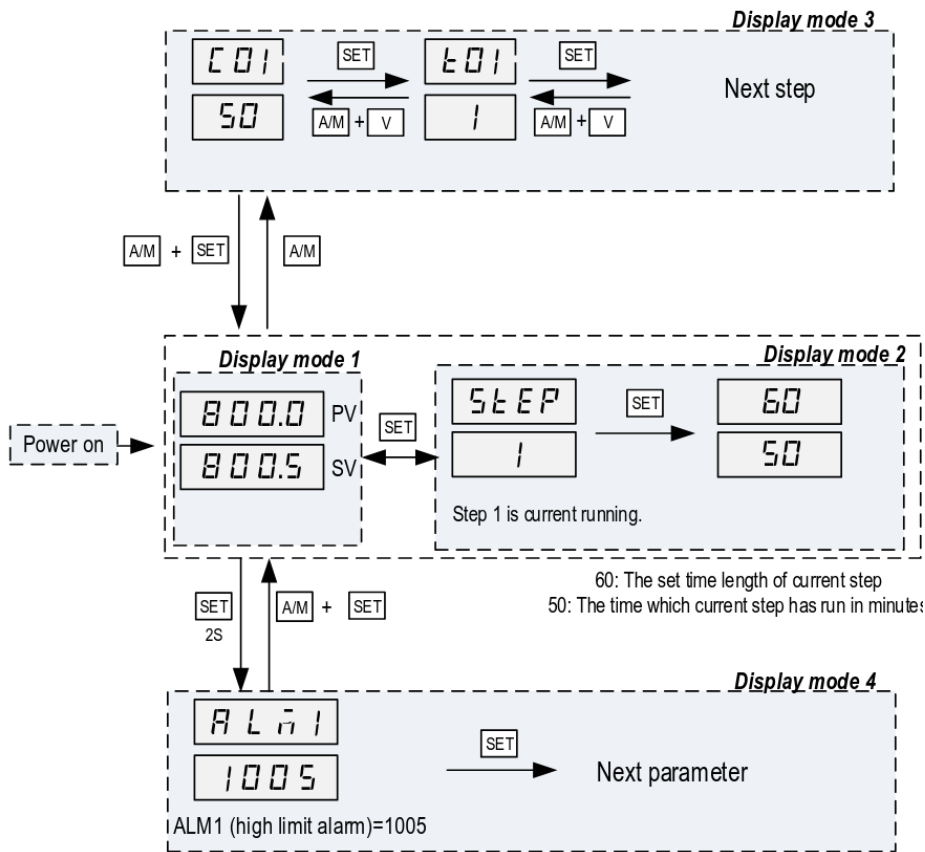 Display mode 3
C01 SET t01 SET
Next step
50 A/M + V 1 A/M + V
A/M + SET A/M
Display mode 1
Display mode 2
Power on
800.0 PV
800.5 SV
SET
StEP SET 60
1 50
Step 1 is current running.
60: The set time length of current step
50: The time which current step has run in minutes
SET
2S
A/M + SET
Display mode 4
ALM1
1005
SET
Next parameter
ALM1 (high limit alarm)=1005